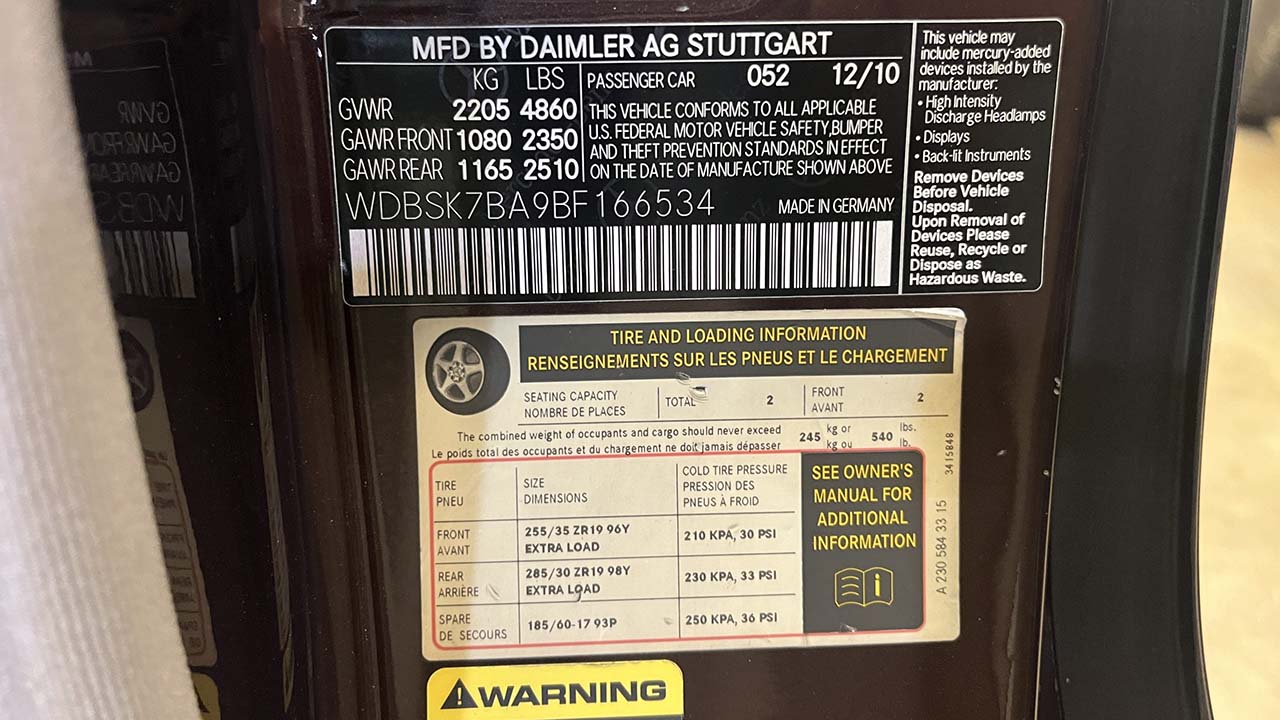 MFD BY DAIMLER AG STUTTGART
KG LBS
GVWR 2205 4860
GAWR FRONT 1080 2350
GAWR REAR 1165 2510
PASSENGER CAR 052 12/10
THIS VEHICLE CONFORMS TO ALL APPLICABLE
U.S. FEDERAL MOTOR VEHICLE SAFETY,BUMPER
AND THEFT PREVENTION STANDARDS IN EFFECT
ON THE DATE OF MANUFACTURE SHOWN ABOVE
WDBSK7BA9BF166534 MADE IN GERMANY
This vehicle may
include mercury-added
devices installed by the
manufacturer:
• High Intensity
Discharge Headlamps
• Displays
• Back-lit Instruments
Remove Devices
Before Vehicle
Disposal.
Upon Removal of
Devices Please
Reuse, Recycle or
Dispose as
Hazardous Waste.
TIRE AND LOADING INFORMATION
RENSEIGNEMENTS SUR LES PNEUS ET LE CHARGEMENT
SEATING CAPACITY
NOMBRE DE PLACES
TOTAL 2
FRONT
AVANT
2
The combined weight of occupants and cargo should never exceed
Le poids total des occupants et du chargement ne doit jamais dépasser
245 kg or
kg ou
540 lbs.
lb.
TIRE
PNEU
SIZE
DIMENSIONS
COLD TIRE PRESSURE
PRESSION DES
PNEUS À FROID
FRONT
AVANT
255/35 ZR19 96Y
EXTRA LOAD
210 KPA, 30 PSI
REAR
ARRIÈRE
285/30 ZR19 98Y
EXTRA LOAD
230 KPA, 33 PSI
SPARE
DE SECOURS
185/60-17 93P
250 KPA, 36 PSI
SEE OWNER'S
MANUAL FOR
ADDITIONAL
INFORMATION
3415848
A 230 584 33 15
WARNING